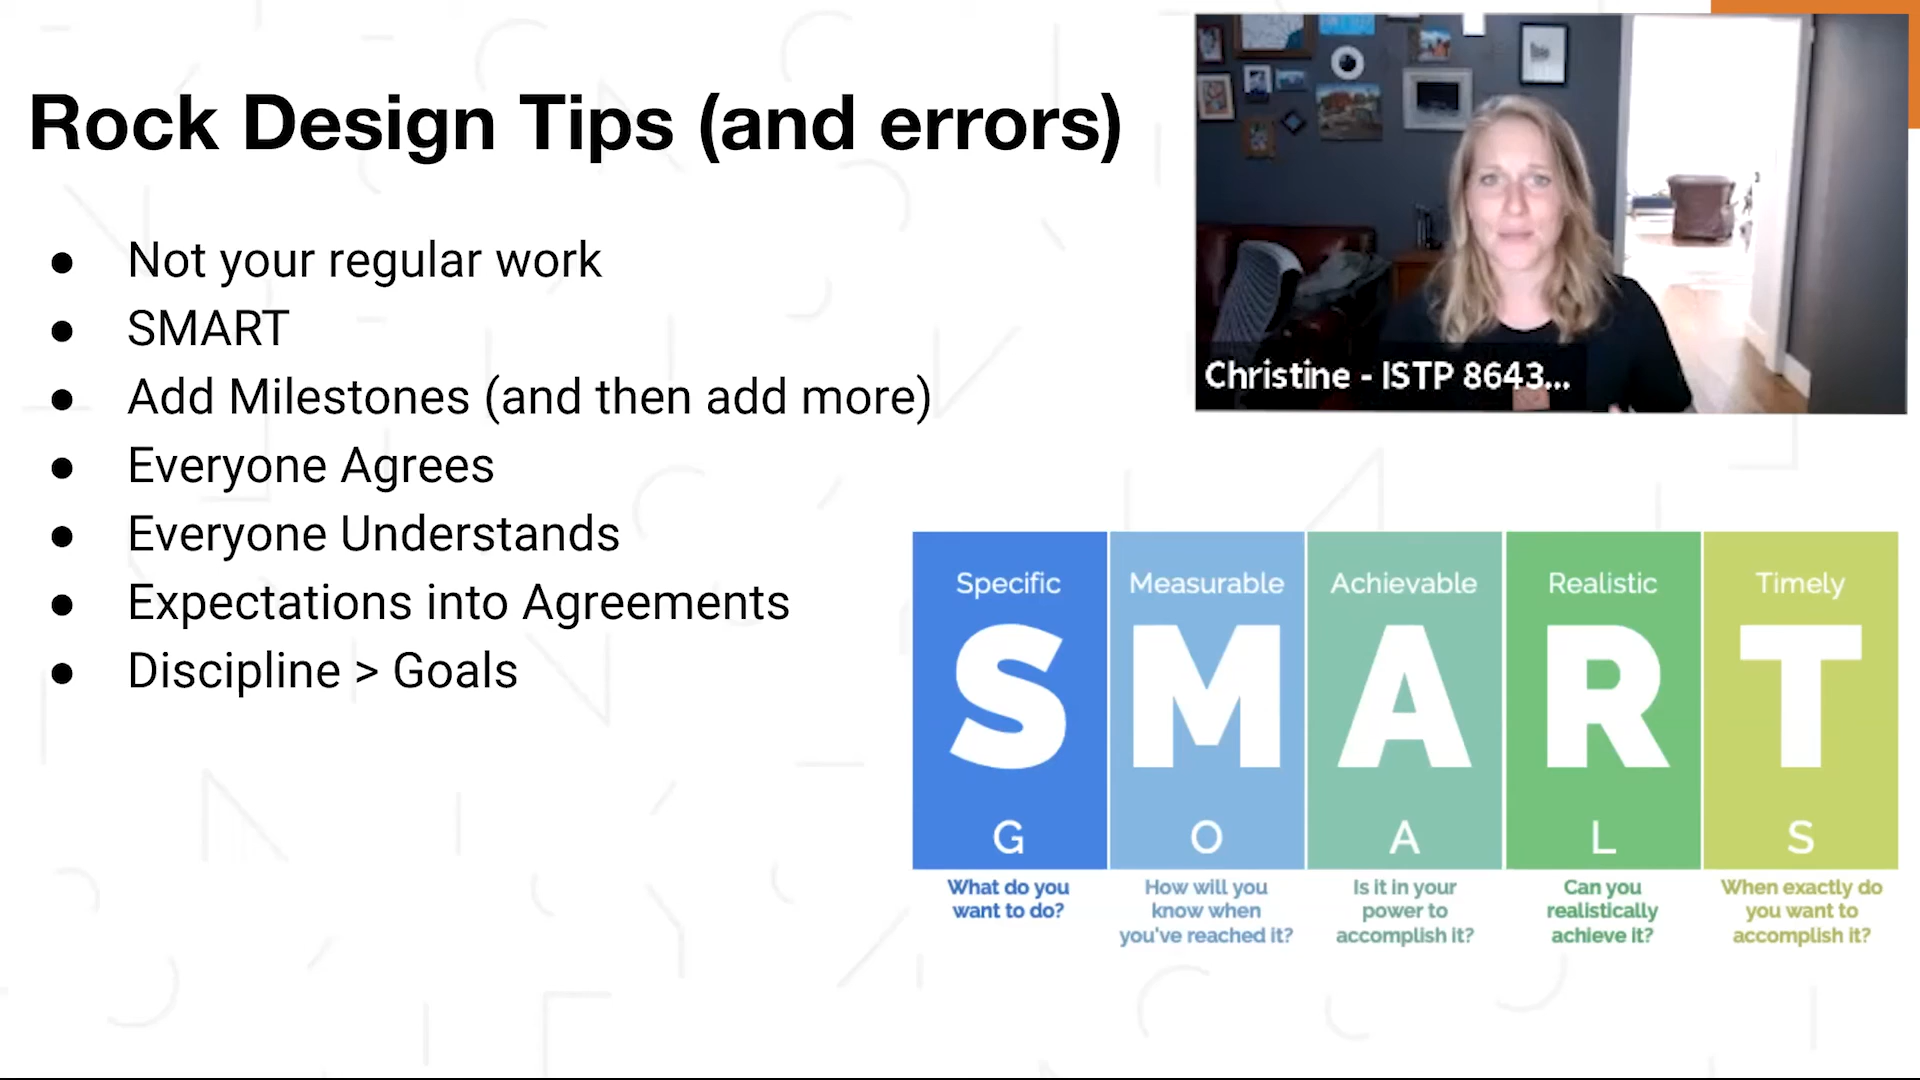 Rock Design Tips (and errors)
● Not your regular work
● SMART
● Add Milestones (and then add more)
● Everyone Agrees
● Everyone Understands
● Expectations into Agreements
● Discipline > Goals
Christine - ISTP 8643...
Specific Measurable Achievable Realistic Timely
S M A R T
G O A L S
What do you How will you Is it in your Can you When exactly do
want to do? know when power to realistically you want to
you've reached it? accomplish it? achieve it? accomplish it?